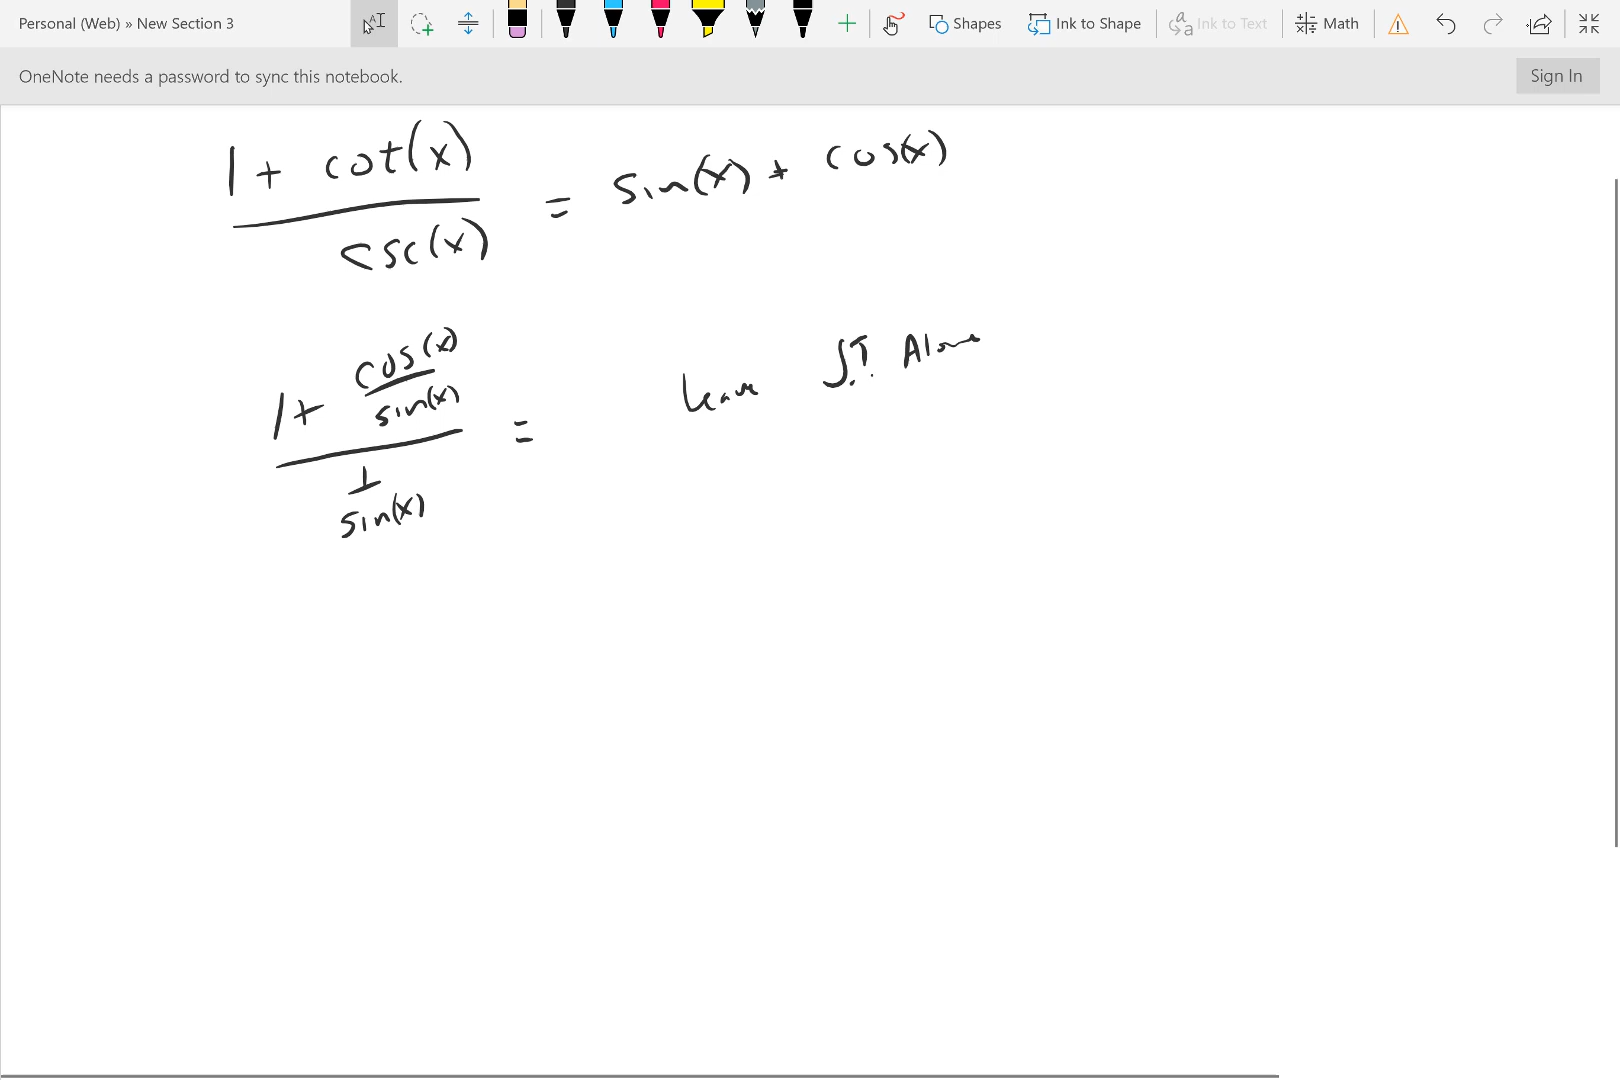 Personal (Web) » New Section 3
Shapes
Ink to Shape
Ink to Text
Math
OneNote needs a password to sync this notebook.
Sign In
1 + cot(x)
csc(x)
= sin(x) + cos(x)
1 + cos(x)
sin(x)
1
sin(x)
=
Leave Alone